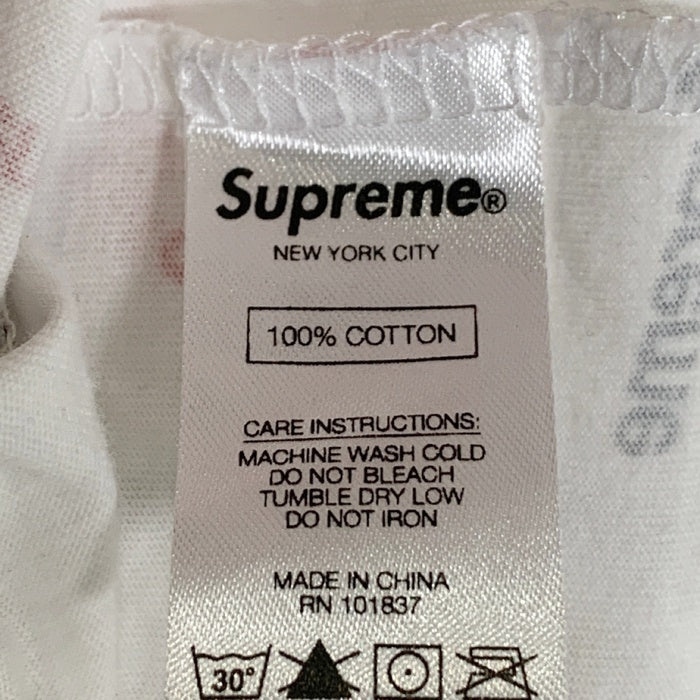 Supreme®
NEW YORK CITY
100% COTTON
CARE INSTRUCTIONS:
MACHINE WASH COLD
DO NOT BLEACH
TUMBLE DRY LOW
DO NOT IRON
MADE IN CHINA
RN 101837
30°